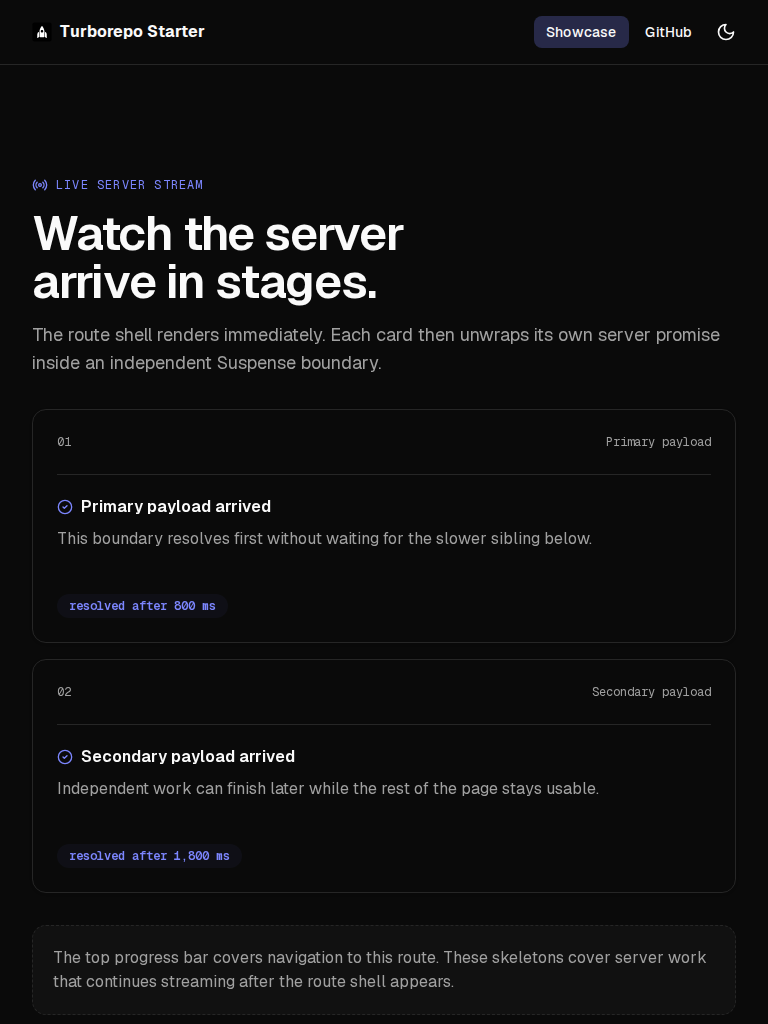 Turborepo Starter
Showcase
GitHub
LIVE SERVER STREAM
Watch the server
arrive in stages.
The route shell renders immediately. Each card then unwraps its own server promise
inside an independent Suspense boundary.
01
Primary payload
Primary payload arrived
This boundary resolves first without waiting for the slower sibling below.
resolved after 800 ms
02
Secondary payload
Secondary payload arrived
Independent work can finish later while the rest of the page stays usable.
resolved after 1,800 ms
The top progress bar covers navigation to this route. These skeletons cover server work
that continues streaming after the route shell appears.